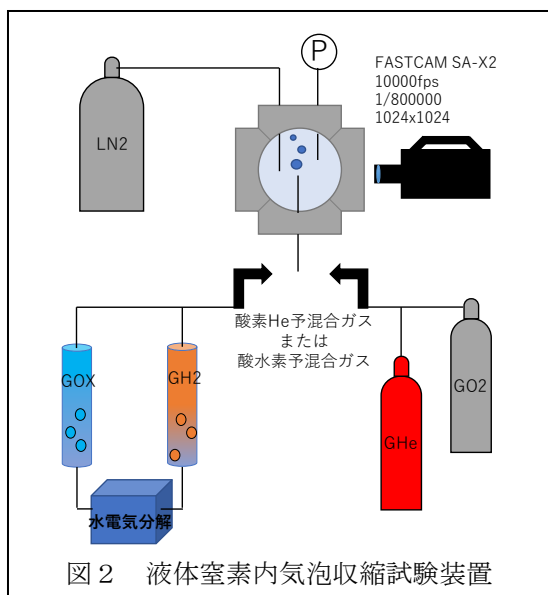 P
FASTCAM SA-X2
10000fps
1/800000
1024x1024
LN2
酸素He予混合ガス
または
酸水素予混合ガス
GOX
GH2
GHe
GO2
水電気分解
図２　液体窒素内気泡収縮試験装置